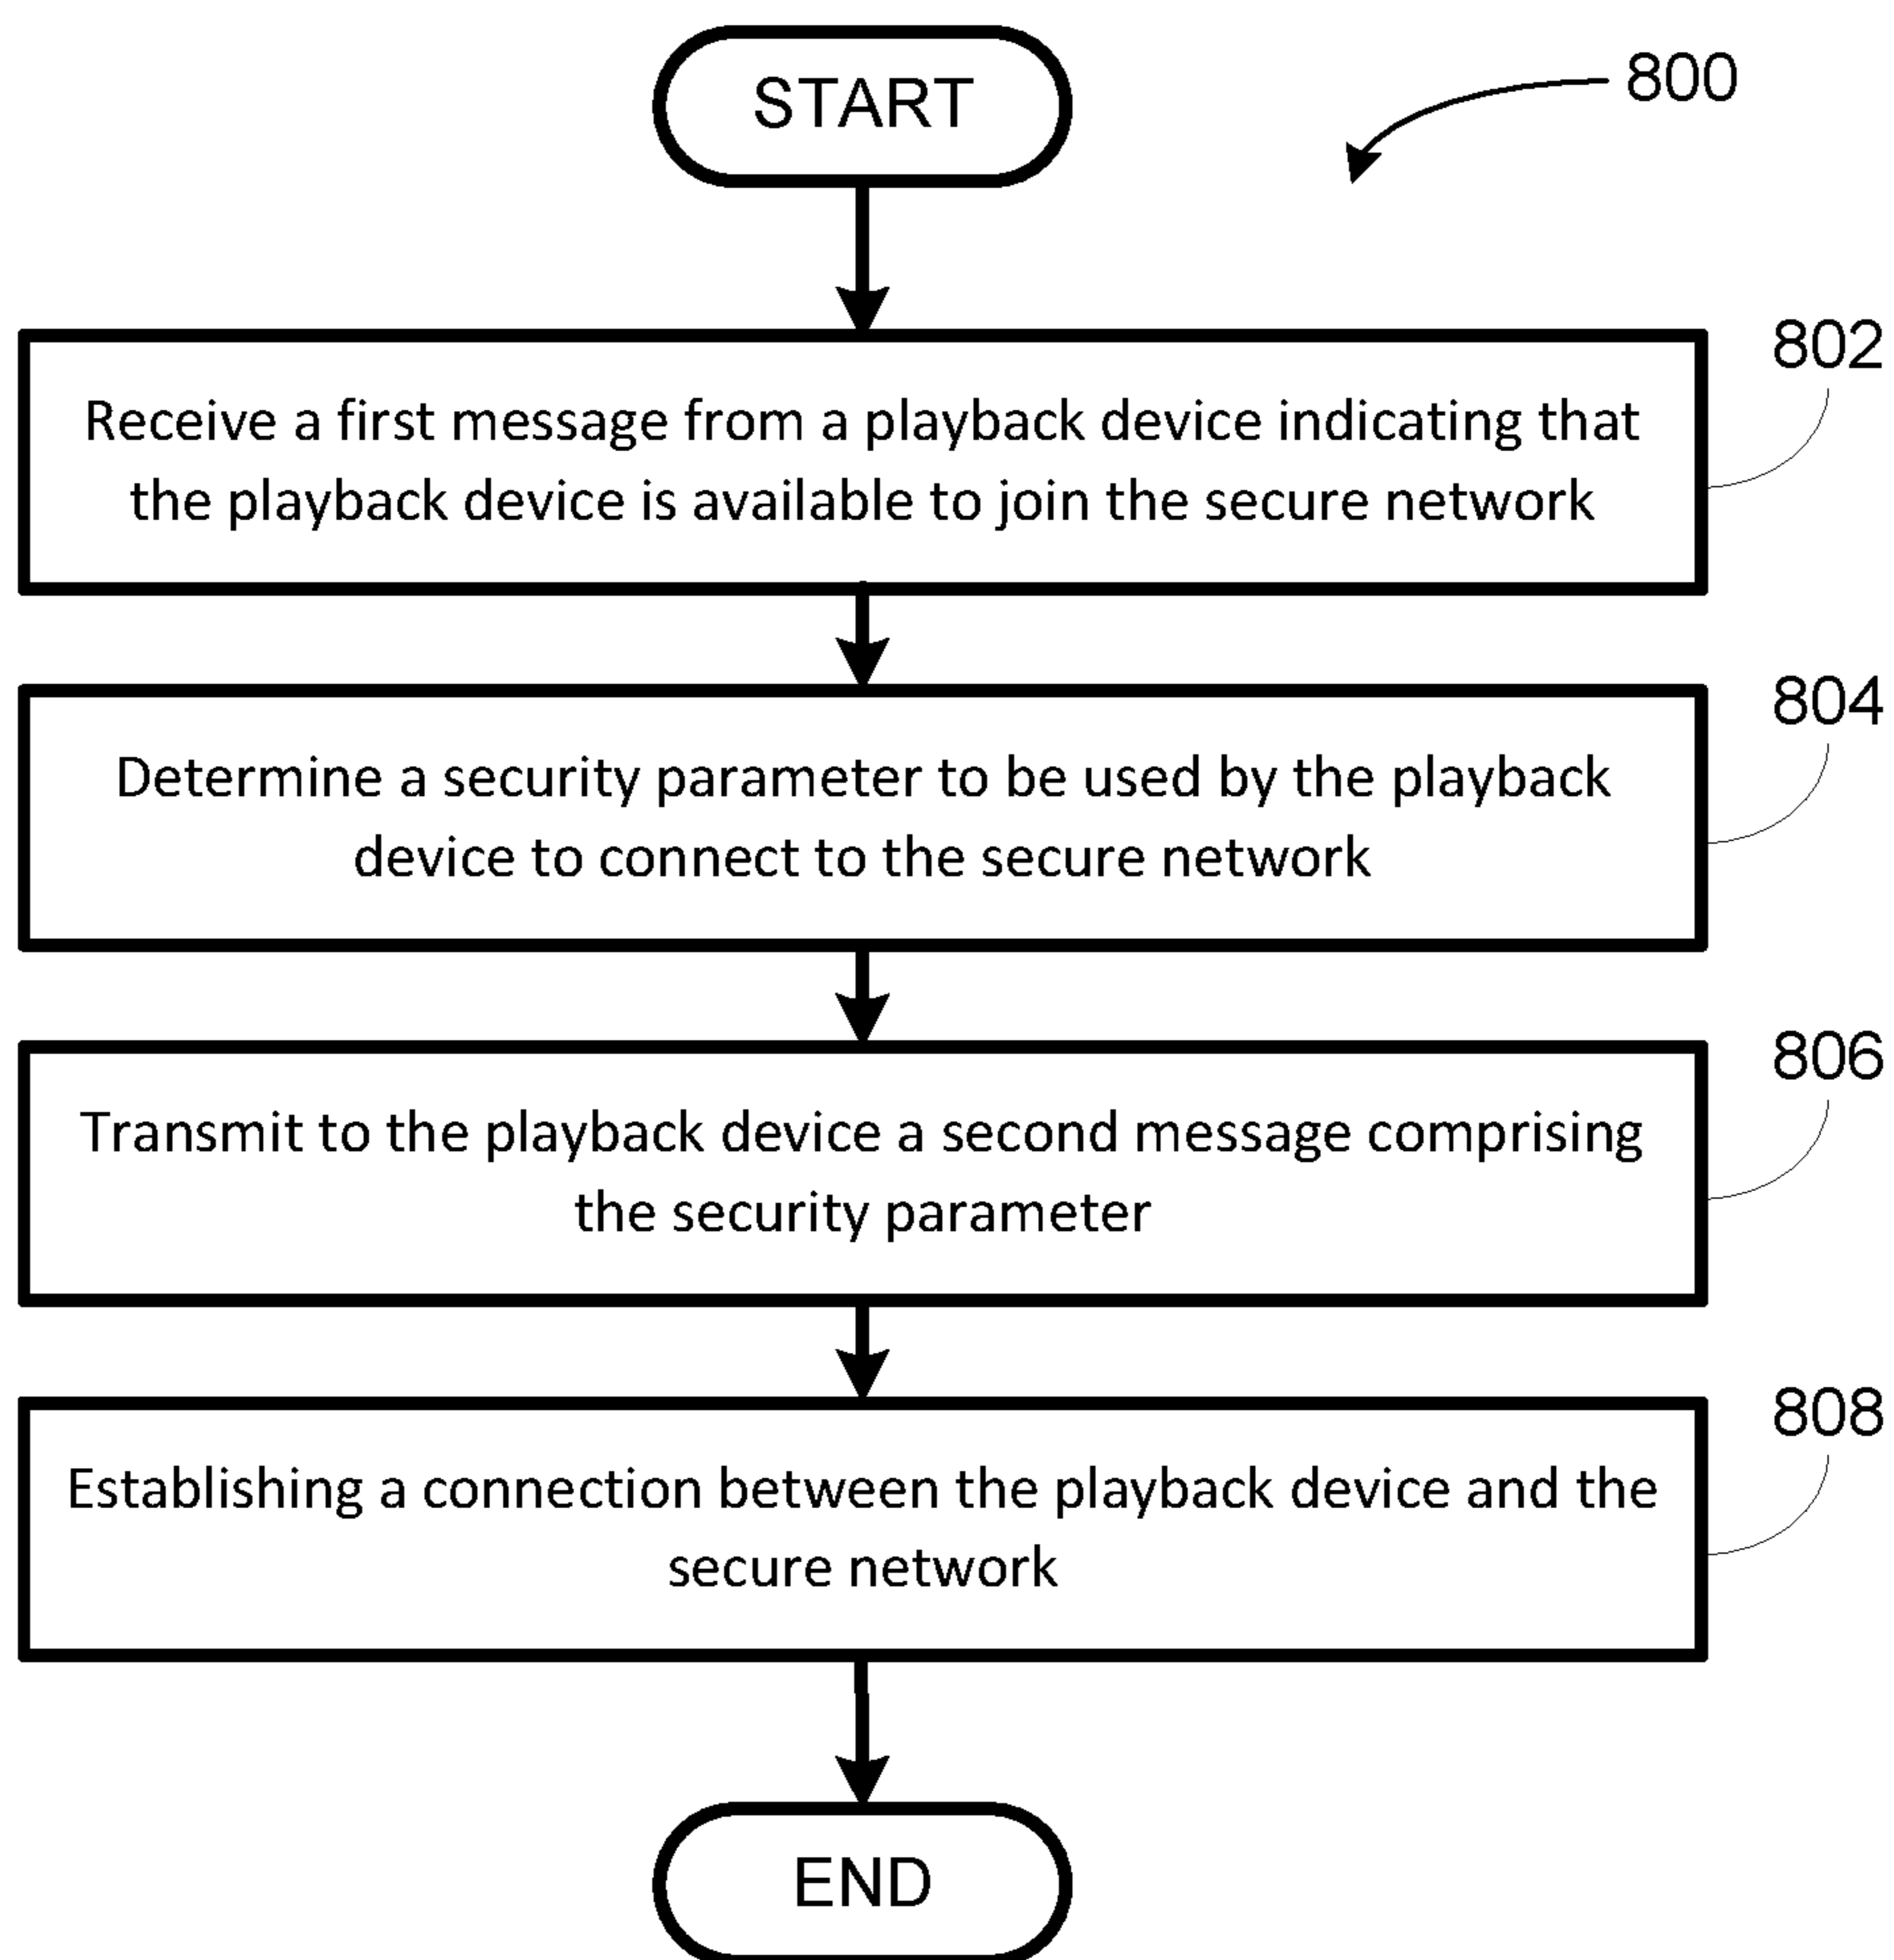 START
800
802
Receive a first message from a playback device indicating that
the playback device is available to join the secure network
804
Determine a security parameter to be used by the playback
device to connect to the secure network
806
Transmit to the playback device a second message comprising
the security parameter
808
Establishing a connection between the playback device and the
secure network
END